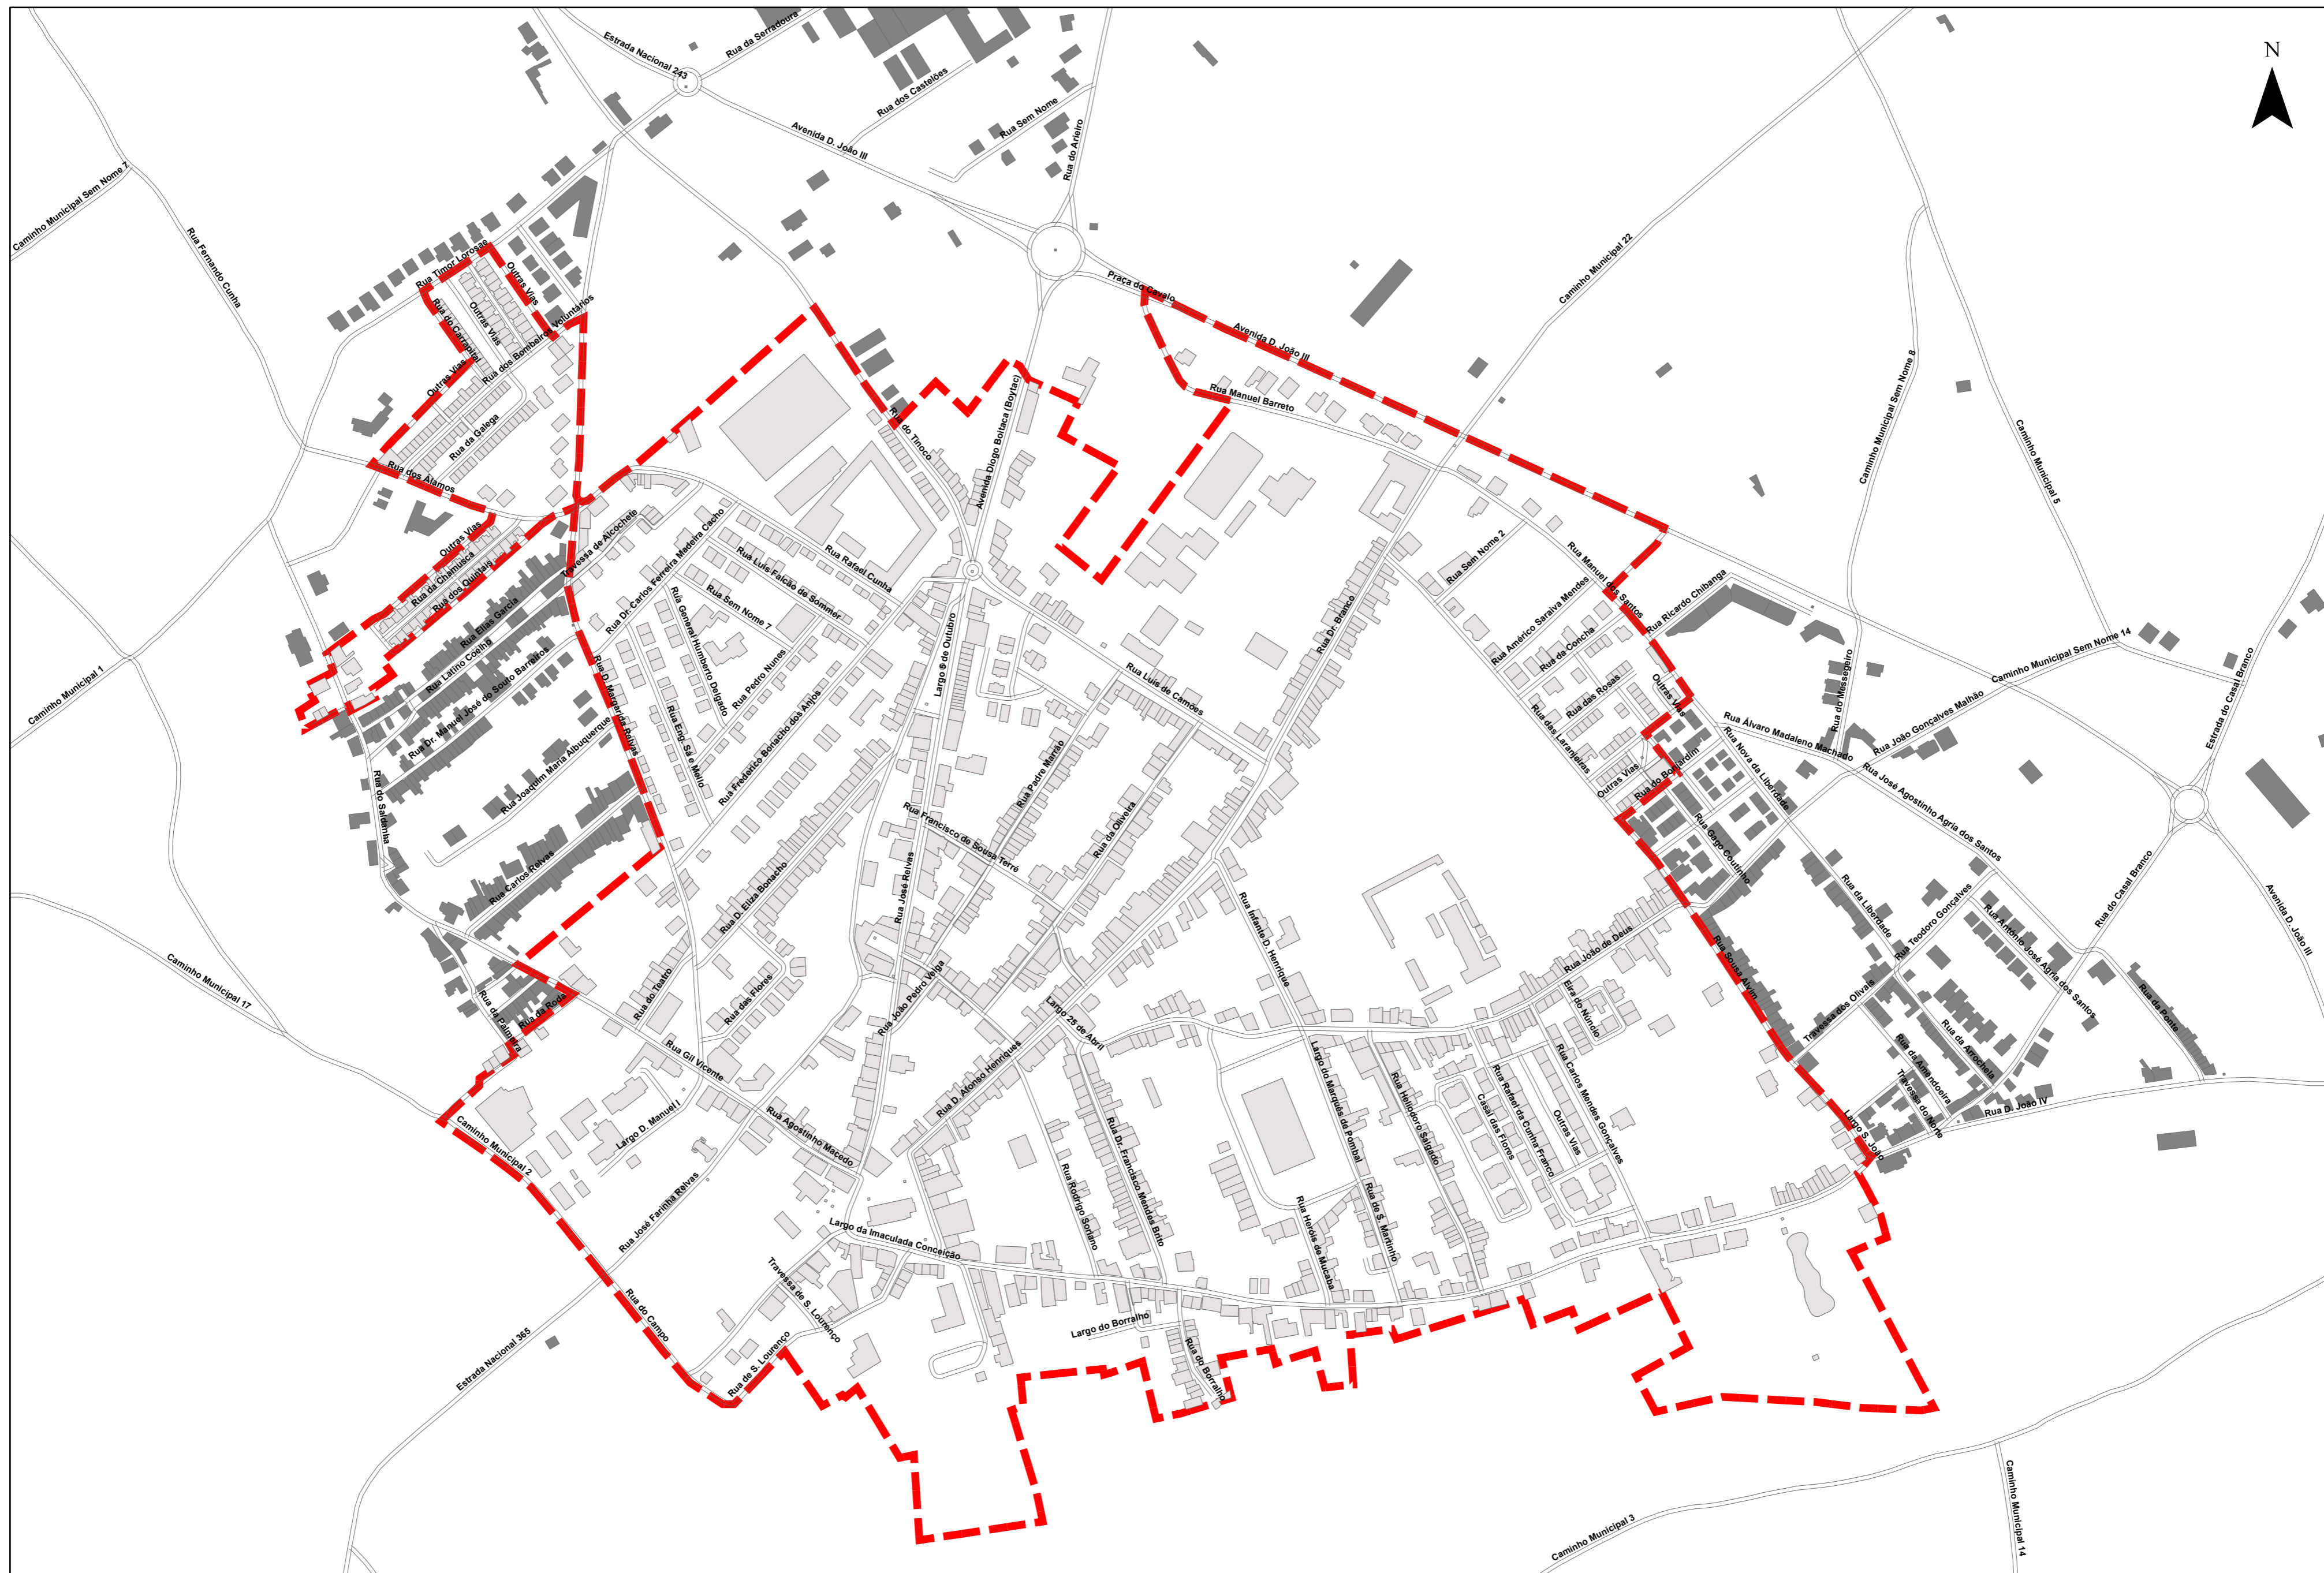 N
Estrada Nacional 243
Rua da Serradoura
Rua dos Castelões
Rua Sem Nome
Avenida D. João III
Rua do Arieiro
Caminho Municipal Sem Nome 7
Rua Fernando Cunha
Rua Timor Lorosae
Outras Vias
Rua do Carrapital
Outras Vias
Rua dos Bombeiros Voluntários
Outras Vias
Rua da Galega
Rua dos Álamos
Praça do Cavalo
Avenida D. João III
Rua Manuel Barreto
Caminho Municipal 22
Caminho Municipal Sem Nome 8
Caminho Municipal 5
Rua do Tinoco
Avenida Diogo Boitaca (Boytac)
Outras Vias
Rua da Chamusca
Rua dos Quintais
Travessa de Alcochete
Rua Dr. Carlos Ferreira Madeira Cacho
Rua Rafael Cunha
Rua Luis Falcão de Sommer
Rua Sem Nome 7
Rua General Humberto Delgado
Rua Elias Garcia
Rua Latino Coelho
Rua Dr. Manuel José do Souto Barreiros
Rua Joaquim Maria Albuquerque
Rua D. Margarida Relvas
Rua Eng. Sá e Mello
Rua Pedro Nunes
Rua Frederico Bonacho dos Anjos
Largo 5 de Outubro
Rua Luis de Camões
Rua Dr. Branco
Rua Sem Nome 2
Rua Manuel dos Santos
Rua Américo Saraiva Mendes
Rua da Concha
Rua das Rosas
Rua das Laranjeiras
Outras Vias
Outras Vias
Rua do Bonjardim
Rua Ricardo Chibanga
Rua do Messegeiro
Caminho Municipal Sem Nome 14
Rua João Gonçalves Malhão
Rua Álvaro Madaleno Machado
Rua Nova da Liberdade
Rua José Agostinho Agria dos Santos
Estrada do Casal Branco
Caminho Municipal 1
Rua do Saldanha
Rua Carlos Relvas
Rua D. Eliza Bonacho
Rua José Relvas
Rua Francisco de Sousa Terré
Rua Padre Marrão
Rua da Oliveira
Rua Gago Coutinho
Rua da Liberdade
Rua Teodoro Gonçalves
Rua António José Agria dos Santos
Rua do Casal Branco
Avenida D. João III
Rua Infante D. Henrique
Rua João de Deus
Rua Sousa Alvim
Eira do Núncio
Travessa dos Olivais
Rua da Ponte
Rua da Amendoeira
Rua da Arrochela
Travessa do Norte
Rua D. João IV
Largo S. João
Caminho Municipal 17
Rua da Palmeira
Rua da Roda
Rua do Teatro
Rua das Flores
Rua João Pedro Veiga
Largo 25 de Abril
Rua Gil Vicente
Rua D. Afonso Henriques
Rua Agostinho Macedo
Largo D. Manuel I
Caminho Municipal 2
Rua José Farinha Relvas
Largo do Marquês de Pombal
Rua Heliodoro Salgado
Casal das Flores
Rua Rafael da Cunha Franco
Outras Vias
Rua Carlos Mendes Gonçalves
Rua Dr. Francisco Mendes Brito
Rua Rodrigo Soriano
Rua de S. Martinho
Rua Heróis de Mucaba
Largo da Imaculada Conceição
Travessa de S. Lourenço
Rua de S. Lourenço
Rua do Campo
Largo do Borralho
Rua do Borralho
Estrada Nacional 365
Caminho Municipal 3
Caminho Municipal 14